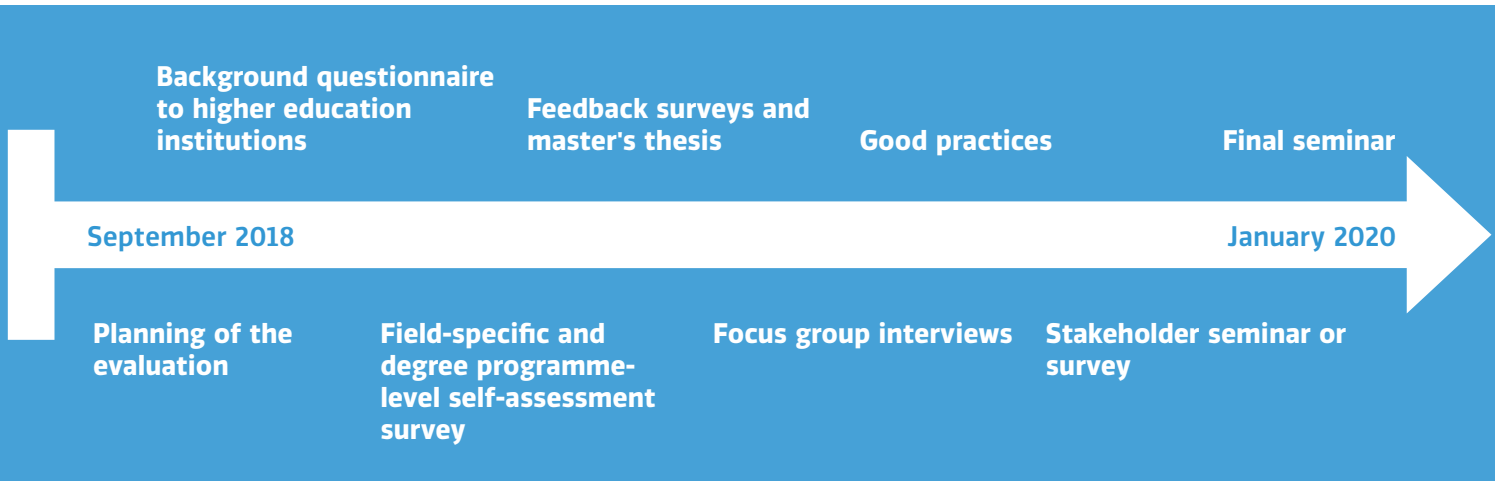 Background questionnaire
to higher education
institutions
Feedback surveys and
master's thesis
Good practices
Final seminar
September 2018
January 2020
Planning of the
evaluation
Field-specific and
degree programme-
level self-assessment
survey
Focus group interviews
Stakeholder seminar or
survey